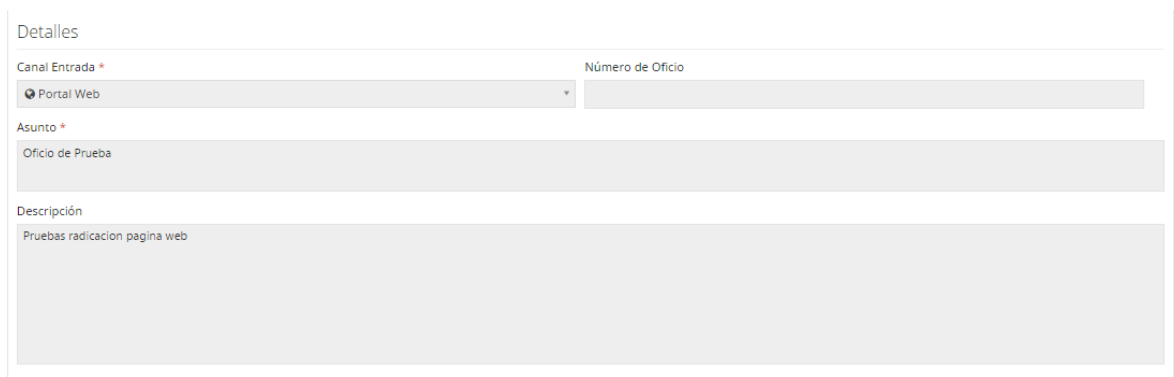 Detalles
Canal Entrada * Número de Oficio
Portal Web
Asunto *
Oficio de Prueba
Descripción
Pruebas radicacion pagina web